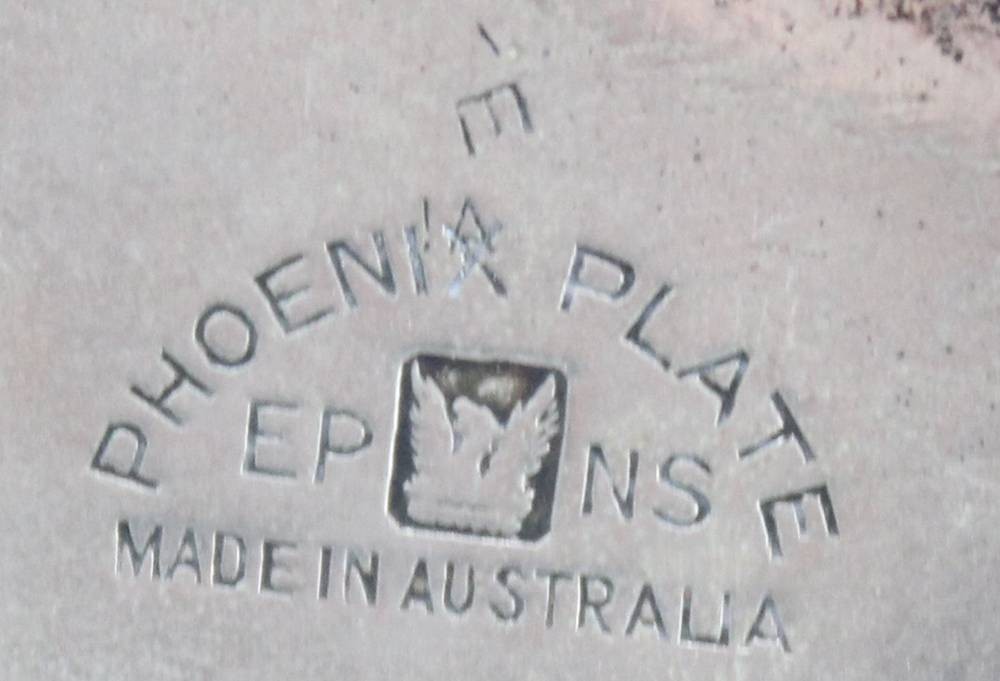 PHOENIX PLATE
EP NS
MADE IN AUSTRALIA